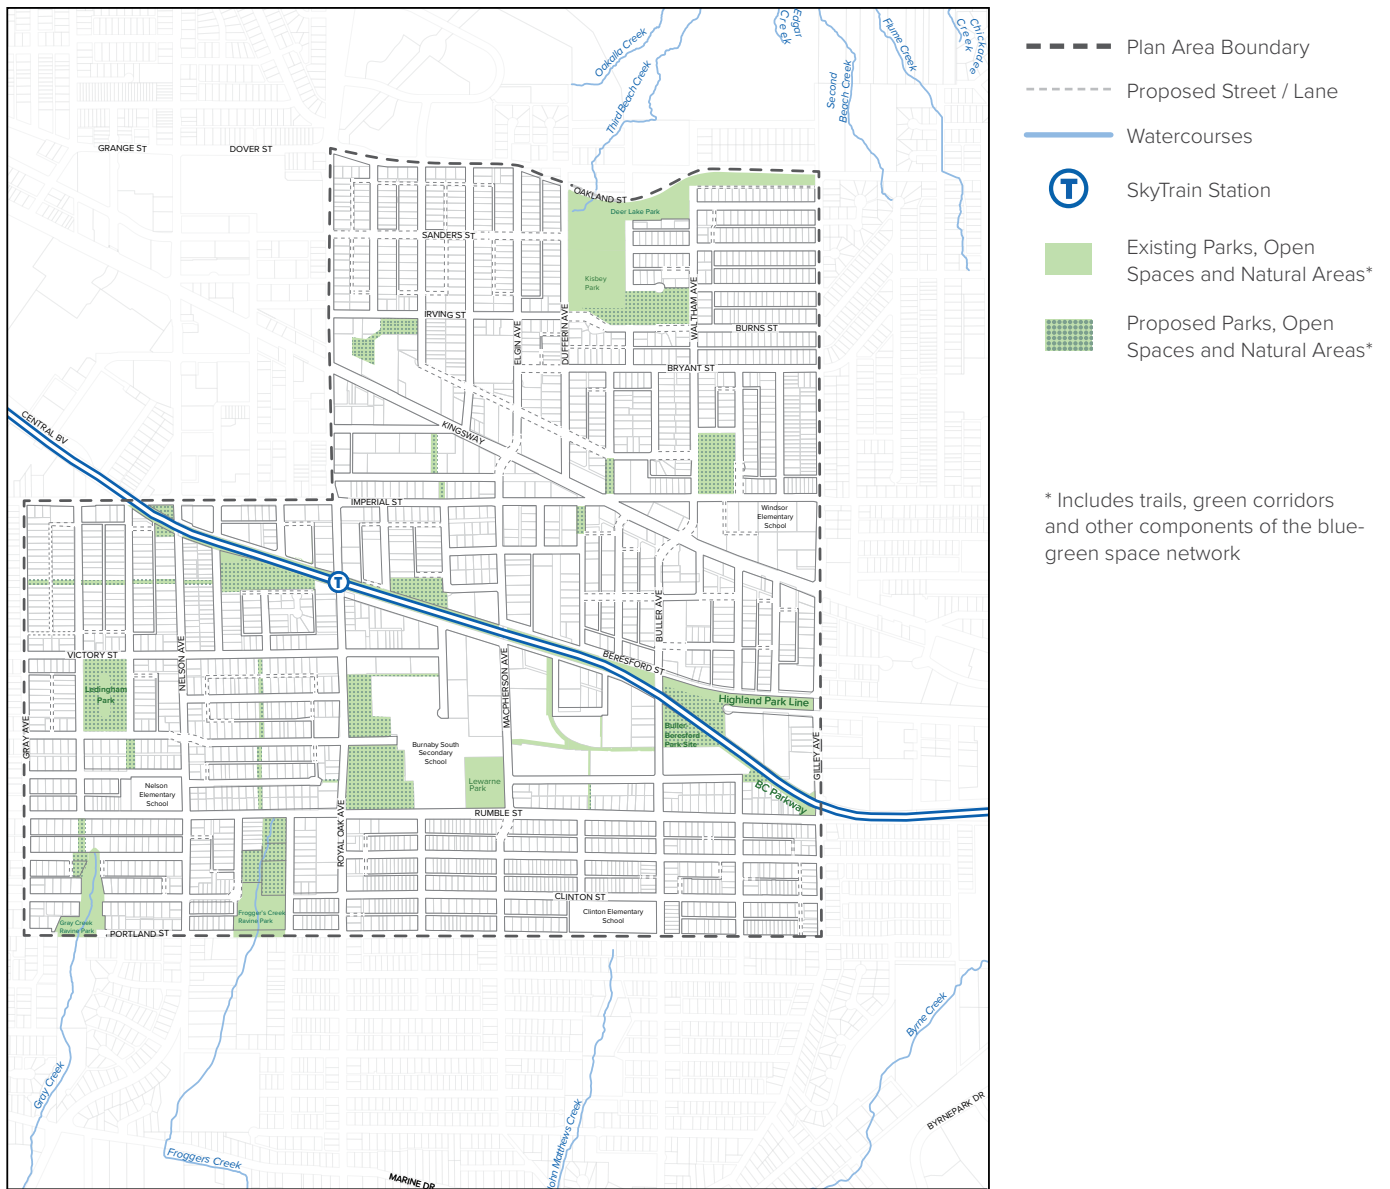 Oakalla Creek
Third Beach Creek
Edgar
Creek
Second
Beach Creek
Flume Creek
Chickadee
Creek
GRANGE ST
DOVER ST
OAKLAND ST
Deer Lake Park
SANDERS ST
Kisbey
Park
IRVING ST
ELGIN AVE
DUFFERIN AVE
WALTHAM AVE
BURNS ST
BRYANT ST
CENTRAL BV
KINGSWAY
IMPERIAL ST
Windsor
Elementary
School
T
BULLER AVE
VICTORY ST
NELSON AVE
BERESFORD ST
MACPHERSON AVE
Ledingham
Park
GRAY AVE
Highland Park Line
Buller
Beresford
Park Site
GILLEY AVE
Burnaby South
Secondary
School
Nelson
Elementary
School
Lewarne
Park
BC Parkway
ROYAL OAK AVE
RUMBLE ST
CLINTON ST
Clinton Elementary
School
Gray Creek
Ravine Park
Frogger's Creek
Ravine Park
PORTLAND ST
Gray Creek
Froggers Creek
John Matthews Creek
Byrne Creek
BYRNEPARK DR
MARINE DR
Plan Area Boundary
Proposed Street / Lane
Watercourses
T
SkyTrain Station
Existing Parks, Open
Spaces and Natural Areas*
Proposed Parks, Open
Spaces and Natural Areas*
* Includes trails, green corridors
and other components of the blue-
green space network